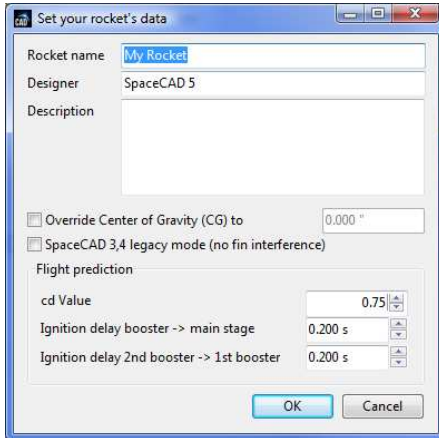 CAD
Set your rocket's data
Rocket name My Rocket
Designer SpaceCAD 5
Description
Override Center of Gravity (CG) to 0.000 "
SpaceCAD 3,4 legacy mode (no fin interference)
Flight prediction
cd Value 0.75
Ignition delay booster -> main stage 0.200 s
Ignition delay 2nd booster -> 1st booster 0.200 s
OK Cancel